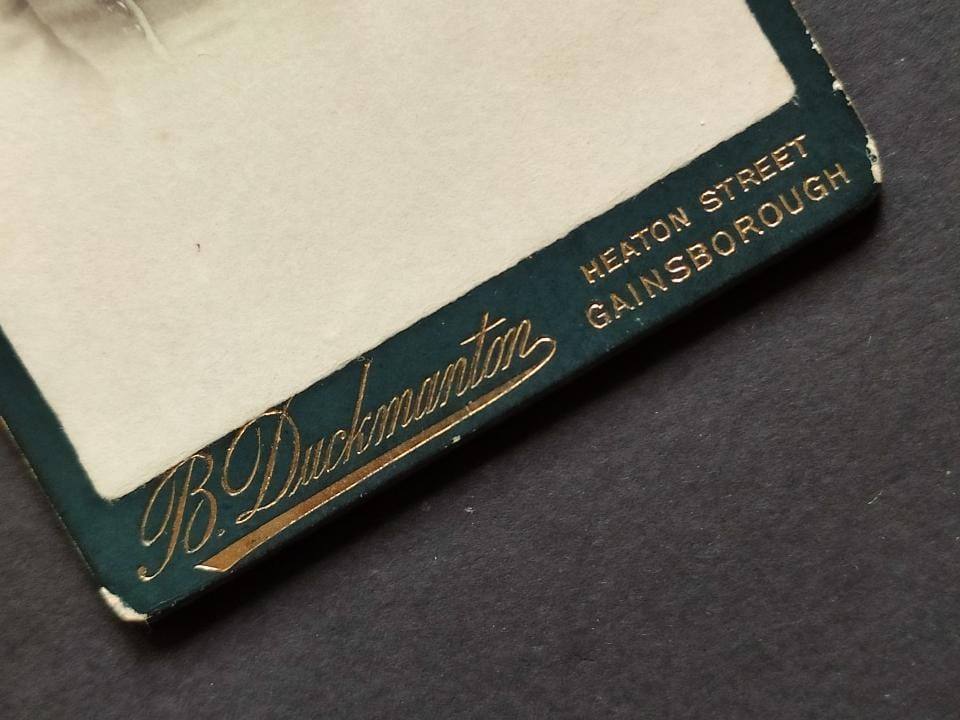 B. Duckmanton
HEATON STREET
GAINSBOROUGH